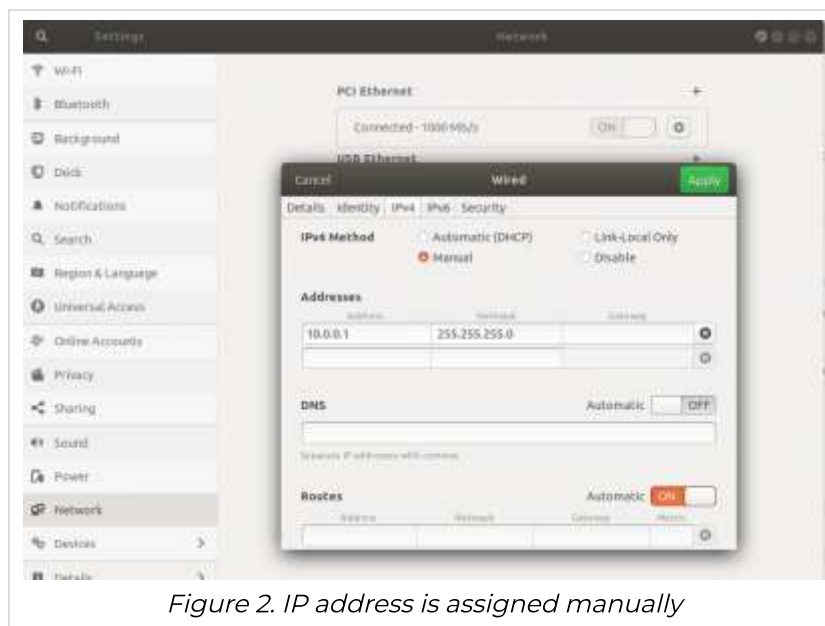 Settings
Network
Wi-Fi
Bluetooth
Background
Dock
Notifications
Search
Region & Language
Universal Access
Online Accounts
Privacy
Sharing
Sound
Power
Network
Devices
Details
PCI Ethernet
Connected - 1000 Mb/s
ON
USB Ethernet
Cancel
Wired
Apply
Details Identity IPv4 IPv6 Security
IPv4 Method
Automatic (DHCP)
Link-Local Only
Manual
Disable
Addresses
Address Netmask Gateway
10.0.0.1 255.255.255.0
DNS
Automatic OFF
Separate IP addresses with commas
Routes
Automatic ON
Address Netmask Gateway Metric
Figure 2. IP address is assigned manually